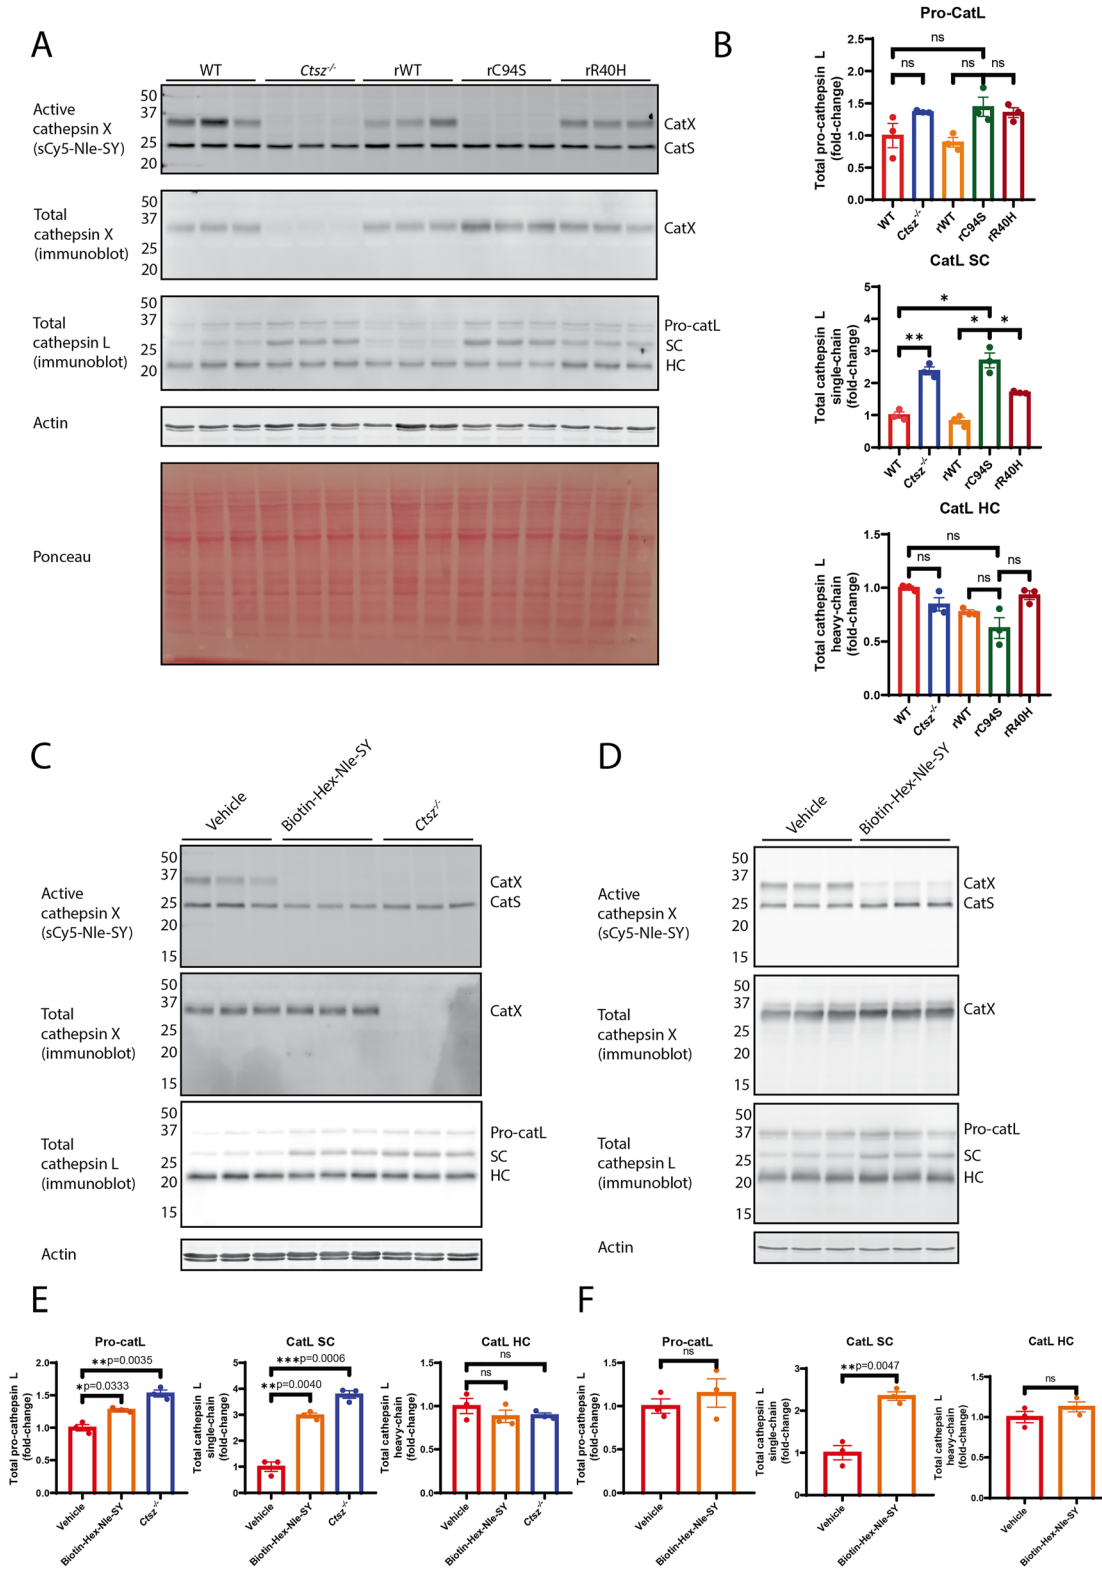 A
WT
Ctsz-/-
rWT
rC94S
rR40H
Active
cathepsin X
(sCy5-Nle-SY)
50
37
25
20
CatX
CatS
Total
cathepsin X
(immunoblot)
50
37
25
20
CatX
Total
cathepsin L
(immunoblot)
50
37
25
20
Pro-catL
SC
HC
Actin
Ponceau
B
Pro-CatL
Total pro-cathepsin L
(fold-change)
2.5
2.0
1.5
1.0
0.5
0.0
ns
ns
ns
ns
WT
Ctsz-/-
rWT
rC94S
rR40H
CatL SC
Total cathepsin L
single-chain
(fold-change)
5
4
3
2
1
0
*
**
*
*
WT
Ctsz-/-
rWT
rC94S
rR40H
CatL HC
Total cathepsin L
heavy-chain
(fold-change)
1.5
1.0
0.5
0.0
ns
ns
ns
ns
WT
Ctsz-/-
rWT
rC94S
rR40H
C
Vehicle
Biotin-Hex-Nle-SY
Ctsz-/-
Active
cathepsin X
(sCy5-Nle-SY)
50
37
25
20
15
CatX
CatS
Total
cathepsin X
(immunoblot)
50
37
25
20
15
CatX
Total
cathepsin L
(immunoblot)
50
37
25
20
15
Pro-catL
SC
HC
Actin
D
Vehicle
Biotin-Hex-Nle-SY
Active
cathepsin X
(sCy5-Nle-SY)
50
37
25
20
15
CatX
CatS
Total
cathepsin X
(immunoblot)
50
37
25
20
15
CatX
Total
cathepsin L
(immunoblot)
50
37
25
20
15
Pro-catL
SC
HC
Actin
E
Pro-catL
Total pro-cathepsin L
(fold-change)
2.0
1.5
1.0
0.5
0.0
**p=0.0035
*p=0.0333
Vehicle
Biotin-Hex-Nle-SY
Ctsz-/-
CatL SC
Total cathepsin L
single-chain
(fold-change)
5
4
3
2
1
0
***p=0.0006
**p=0.0040
Vehicle
Biotin-Hex-Nle-SY
Ctsz-/-
CatL HC
Total cathepsin L
heavy-chain
(fold-change)
1.5
1.0
0.5
0.0
ns
ns
Vehicle
Biotin-Hex-Nle-SY
Ctsz-/-
F
Pro-catL
Total pro-cathepsin L
(fold-change)
1.5
1.0
0.5
0.0
ns
Vehicle
Biotin-Hex-Nle-SY
CatL SC
Total cathepsin L
single-chain
(fold-change)
3
2
1
0
**p=0.0047
Vehicle
Biotin-Hex-Nle-SY
CatL HC
Total cathepsin L
heavy-chain
(fold-change)
1.5
1.0
0.5
0.0
ns
Vehicle
Biotin-Hex-Nle-SY